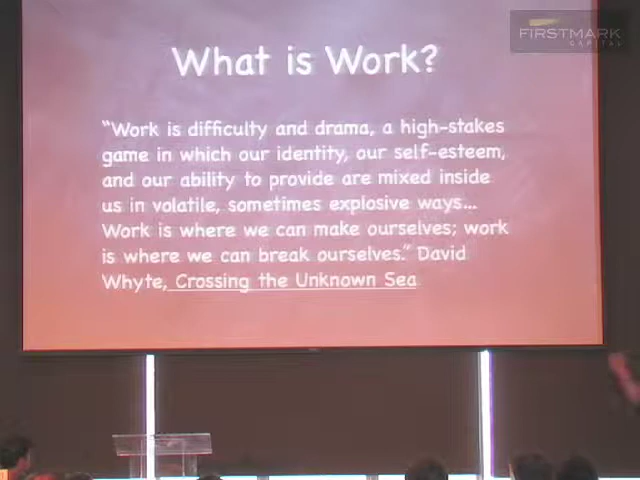 FIRSTMARK
CAPITAL
What is Work?
“Work is difficulty and drama, a high-stakes
game in which our identity, our self-esteem,
and our ability to provide are mixed inside
us in volatile, sometimes explosive ways...
Work is where we can make ourselves; work
is where we can break ourselves.” David
Whyte, Crossing the Unknown Sea